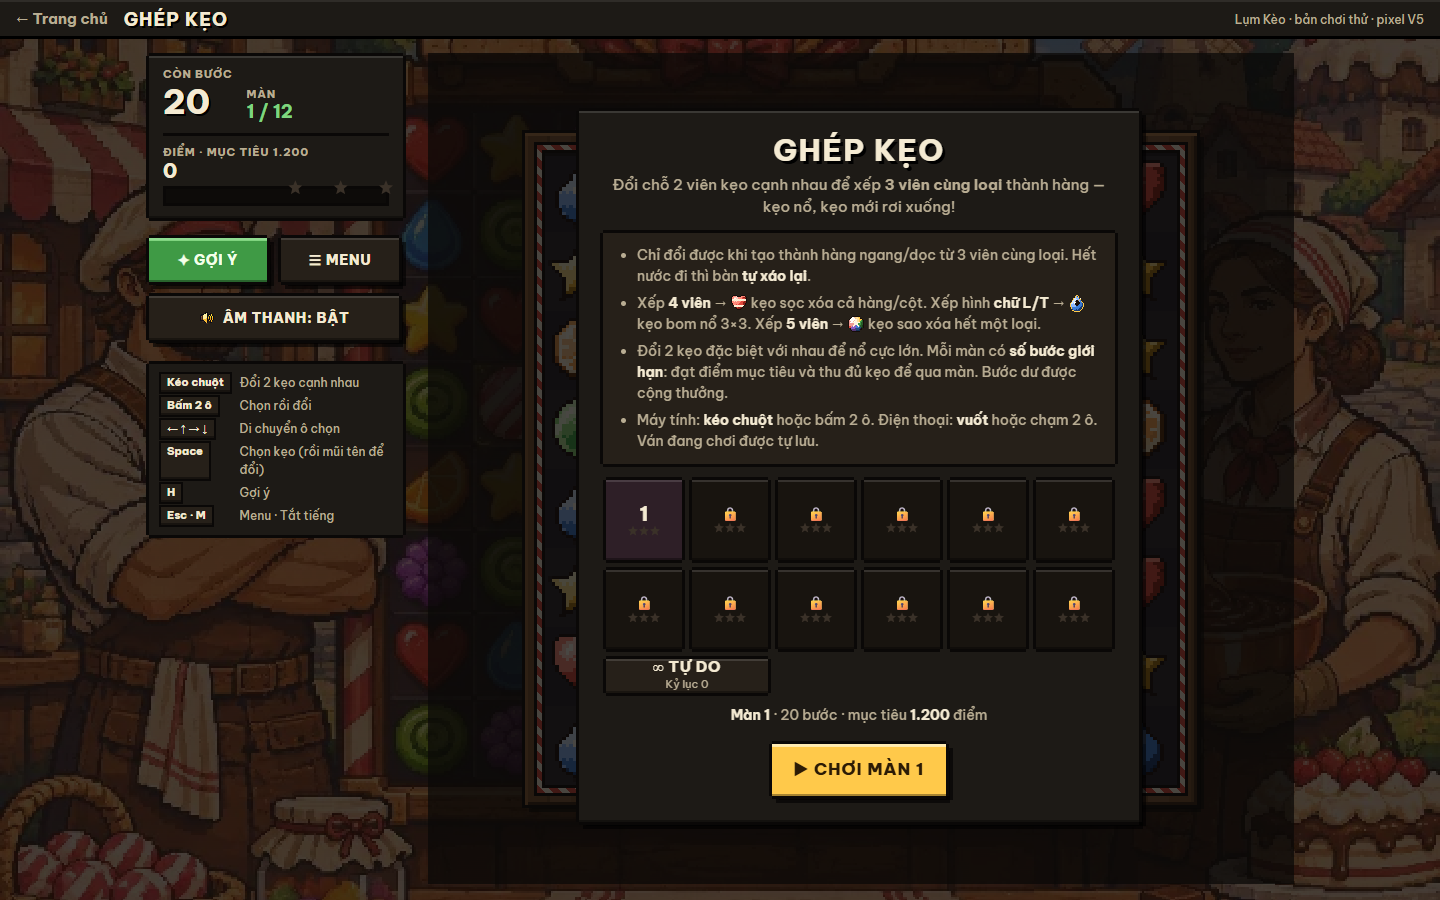 ← Trang chủ GHÉP KẸO
Lụm Kèo · bản chơi thử · pixel V5
CÒN BƯỚC
20
MÀN
1 / 12
ĐIỂM · MỤC TIÊU 1.200
0
✦ GỢI Ý
☰ MENU
ÂM THANH: BẬT
Kéo chuột Đổi 2 kẹo cạnh nhau
Bấm 2 ô Chọn rồi đổi
←↑→↓ Di chuyển ô chọn
Space Chọn kẹo (rồi mũi tên để
đổi)
H Gợi ý
Esc · M Menu · Tắt tiếng
GHÉP KẸO
Đổi chỗ 2 viên kẹo cạnh nhau để xếp 3 viên cùng loại thành hàng —
kẹo nổ, kẹo mới rơi xuống!
• Chỉ đổi được khi tạo thành hàng ngang/dọc từ 3 viên cùng loại. Hết
nước đi thì bàn tự xáo lại.
• Xếp 4 viên → kẹo sọc xóa cả hàng/cột. Xếp hình chữ L/T →
kẹo bom nổ 3×3. Xếp 5 viên → kẹo sao xóa hết một loại.
• Đổi 2 kẹo đặc biệt với nhau để nổ cực lớn. Mỗi màn có số bước giới
hạn: đạt điểm mục tiêu và thu đủ kẹo để qua màn. Bước dư được
cộng thưởng.
• Máy tính: kéo chuột hoặc bấm 2 ô. Điện thoại: vuốt hoặc chạm 2 ô.
Ván đang chơi được tự lưu.
1
∞ TỰ DO
Kỷ lục 0
Màn 1 · 20 bước · mục tiêu 1.200 điểm
▶ CHƠI MÀN 1